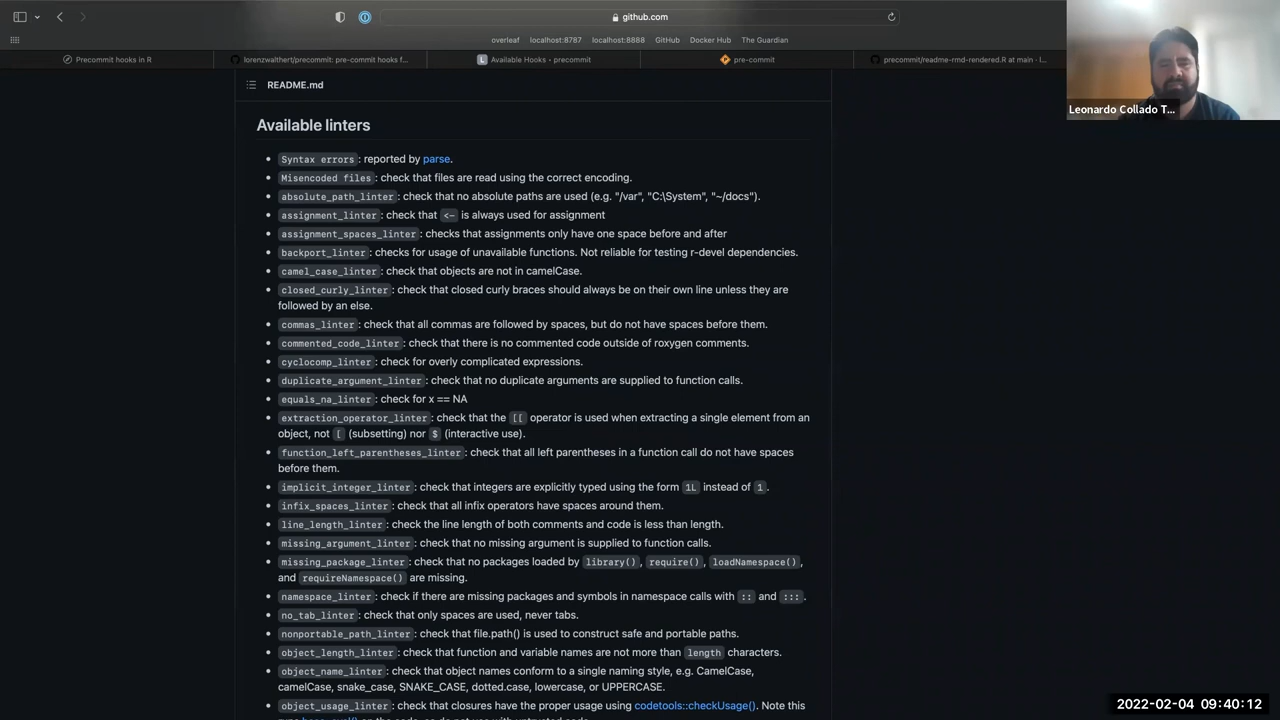 github.com
overleaf localhost:8787 localhost:8888 GitHub Docker Hub The Guardian
Precommit hooks in R lorenzwalthert/precommit: pre-commit hooks f... Available Hooks • precommit pre-commit precommit/readme-rmd-rendered.R at main · l...
README.md
Available linters
• Syntax errors: reported by parse.
• Misencoded files: check that files are read using the correct encoding.
• absolute_path_linter: check that no absolute paths are used (e.g. "/var", "C:\System", "~/docs").
• assignment_linter: check that <- is always used for assignment
• assignment_spaces_linter: checks that assignments only have one space before and after
• backport_linter: checks for usage of unavailable functions. Not reliable for testing r-devel dependencies.
• camel_case_linter: check that objects are not in camelCase.
• closed_curly_linter: check that closed curly braces should always be on their own line unless they are
followed by an else.
• commas_linter: check that all commas are followed by spaces, but do not have spaces before them.
• commented_code_linter: check that there is no commented code outside of roxygen comments.
• cyclocomp_linter: check for overly complicated expressions.
• duplicate_argument_linter: check that no duplicate arguments are supplied to function calls.
• equals_na_linter: check for x == NA
• extraction_operator_linter: check that the [[ operator is used when extracting a single element from an
object, not [ (subsetting) nor $ (interactive use).
• function_left_parentheses_linter: check that all left parentheses in a function call do not have spaces
before them.
• implicit_integer_linter: check that integers are explicitly typed using the form 1L instead of 1.
• infix_spaces_linter: check that all infix operators have spaces around them.
• line_length_linter: check the line length of both comments and code is less than length.
• missing_argument_linter: check that no missing argument is supplied to function calls.
• missing_package_linter: check that no packages loaded by library(), require(), loadNamespace(),
and requireNamespace() are missing.
• namespace_linter: check if there are missing packages and symbols in namespace calls with :: and :::.
• no_tab_linter: check that only spaces are used, never tabs.
• nonportable_path_linter: check that file.path() is used to construct safe and portable paths.
• object_length_linter: check that function and variable names are not more than length characters.
• object_name_linter: check that object names conform to a single naming style, e.g. CamelCase,
camelCase, snake_case, SNAKE_CASE, dotted.case, lowercase, or UPPERCASE.
• object_usage_linter: check that closures have the proper usage using codetools::checkUsage(). Note this
Leonardo Collado T...
2022-02-04 09:40:12